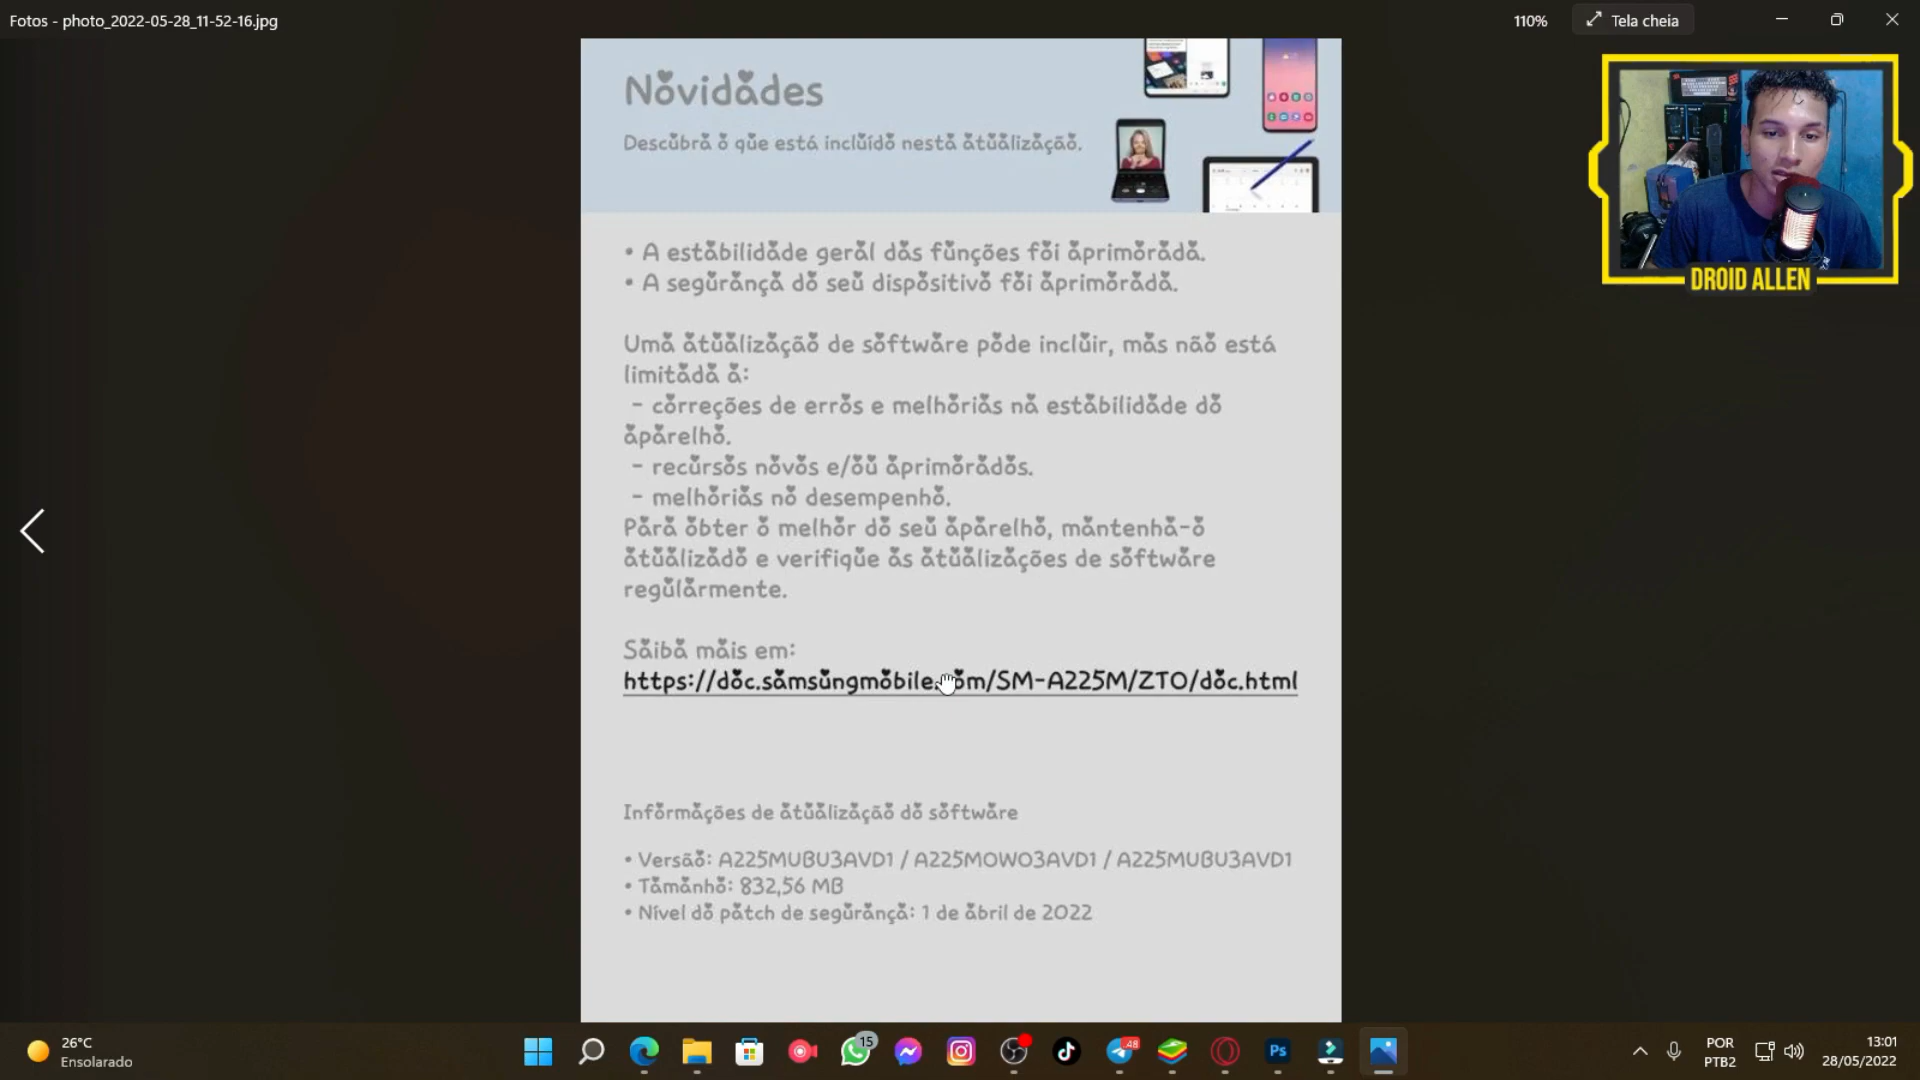 Fotos - photo_2022-05-28_11-52-16.jpg
110%
Tela cheia
Novidades
Descubra o que está incluído nesta atualização.
DROID ALLEN
• A estabilidade geral das funções foi aprimorada.
• A segurança do seu dispositivo foi aprimorada.
Uma atualização de software pode incluir, mas não está
limitada a:
- correções de erros e melhorias na estabilidade do
aparelho.
- recursos novos e/ou aprimorados.
- melhorias no desempenho.
Para obter o melhor do seu aparelho, mantenha-o
atualizado e verifique as atualizações de software
regularmente.
Saiba mais em:
https://doc.samsungmobile.com/SM-A225M/ZTO/doc.html
Informações de atualização do software
• Versão: A225MUBU3AVD1 / A225MOWO3AVD1 / A225MUBU3AVD1
• Tamanho: 832,56 MB
• Nível do patch de segurança: 1 de abril de 2022
26°C
Ensolarado
15
48
Ps
POR
PTB2
13:01
28/05/2022